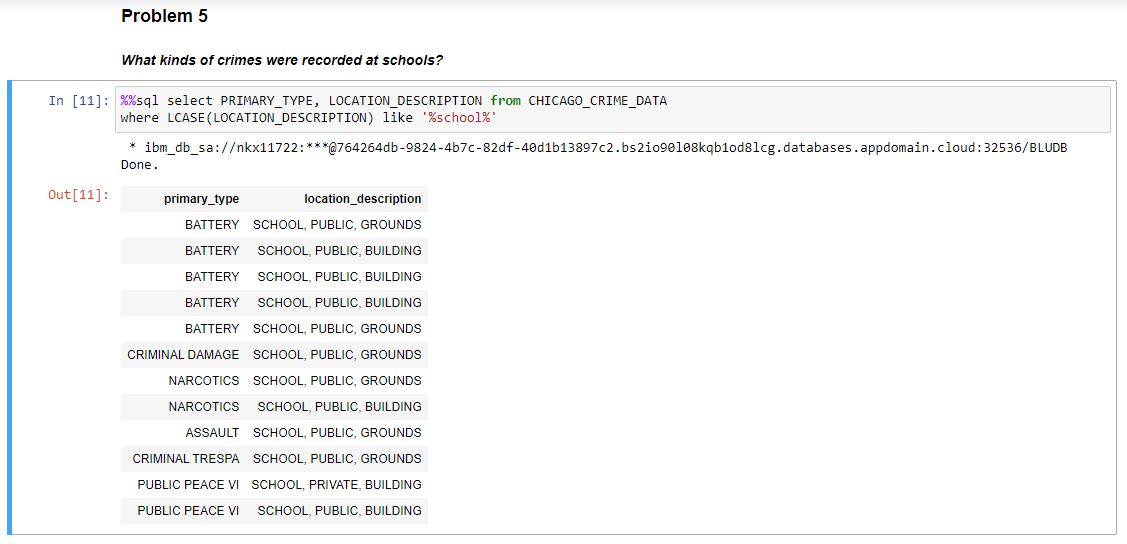 Problem 5
What kinds of crimes were recorded at schools?
In [11]: %%sql select PRIMARY_TYPE, LOCATION_DESCRIPTION from CHICAGO_CRIME_DATA
where LCASE(LOCATION_DESCRIPTION) like '%school%'
* ibm_db_sa://nkx11722:***@764264db-9824-4b7c-82df-40d1b13897c2.bs2io90l08kqb1od8lcg.databases.appdomain.cloud:32536/BLUDB
Done.
Out[11]:
primary_type location_description
BATTERY SCHOOL, PUBLIC, GROUNDS
BATTERY SCHOOL, PUBLIC, BUILDING
BATTERY SCHOOL, PUBLIC, BUILDING
BATTERY SCHOOL, PUBLIC, BUILDING
BATTERY SCHOOL, PUBLIC, GROUNDS
CRIMINAL DAMAGE SCHOOL, PUBLIC, GROUNDS
NARCOTICS SCHOOL, PUBLIC, GROUNDS
NARCOTICS SCHOOL, PUBLIC, BUILDING
ASSAULT SCHOOL, PUBLIC, GROUNDS
CRIMINAL TRESPA SCHOOL, PUBLIC, GROUNDS
PUBLIC PEACE VI SCHOOL, PRIVATE, BUILDING
PUBLIC PEACE VI SCHOOL, PUBLIC, BUILDING